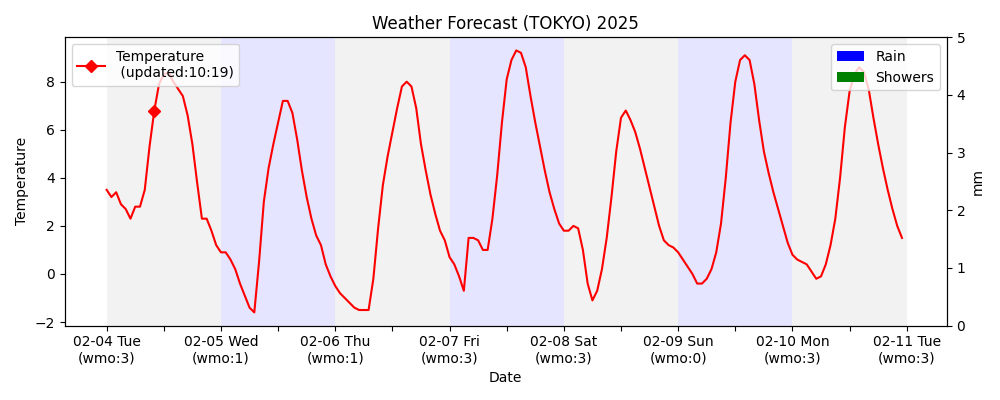 Weather Forecast (TOKYO) 2025
Temperature
(updated:10:19)
Rain
Showers
Temperature
8
6
4
2
0
−2
5
4
3
2
1
0
mm
02-04 Tue
(wmo:3)
02-05 Wed
(wmo:1)
02-06 Thu
(wmo:1)
02-07 Fri
(wmo:3)
02-08 Sat
(wmo:3)
02-09 Sun
(wmo:0)
02-10 Mon
(wmo:3)
02-11 Tue
(wmo:3)
Date